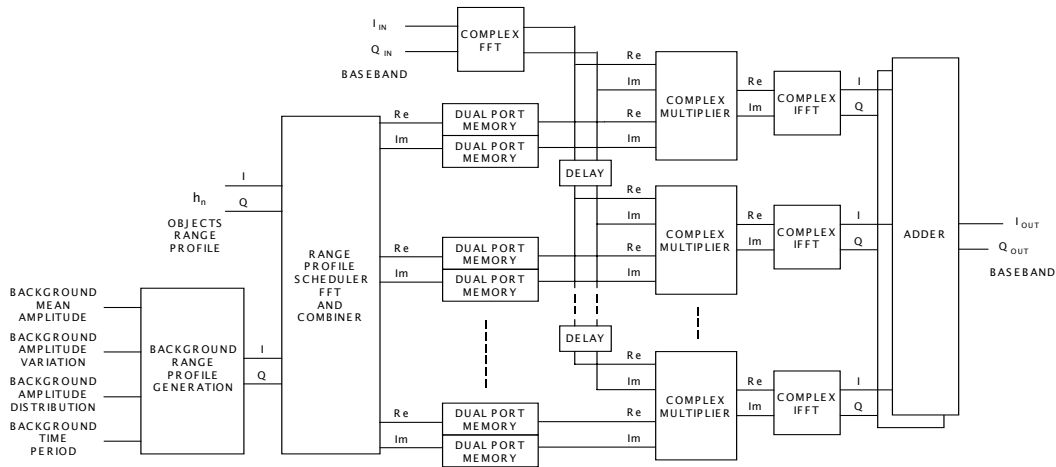 I IN
Q IN
BASEBAND
COMPLEX
FFT
Re
Im
Re
Im
DUAL PORT
MEMORY
DUAL PORT
MEMORY
Re
Im
COMPLEX
MULTIPLIER
Re
Im
COMPLEX
IFFT
I
Q
DELAY
I
Q
hn
OBJECTS
RANGE
PROFILE
RANGE
PROFILE
SCHEDULER
FFT
AND
COMBINER
Re
Im
DUAL PORT
MEMORY
DUAL PORT
MEMORY
Re
Im
Re
Im
COMPLEX
MULTIPLIER
Re
Im
COMPLEX
IFFT
I
Q
ADDER
I OUT
Q OUT
BASEBAND
BACKGROUND
MEAN
AMPLITUDE
BACKGROUND
AMPLITUDE
VARIATION
BACKGROUND
AMPLITUDE
DISTRIBUTION
BACKGROUND
TIME
PERIOD
BACKGROUND
RANGE
PROFILE
GENERATION
I
Q
DELAY
Re
Im
Re
Im
DUAL PORT
MEMORY
DUAL PORT
MEMORY
Re
Im
COMPLEX
MULTIPLIER
Re
Im
COMPLEX
IFFT
I
Q